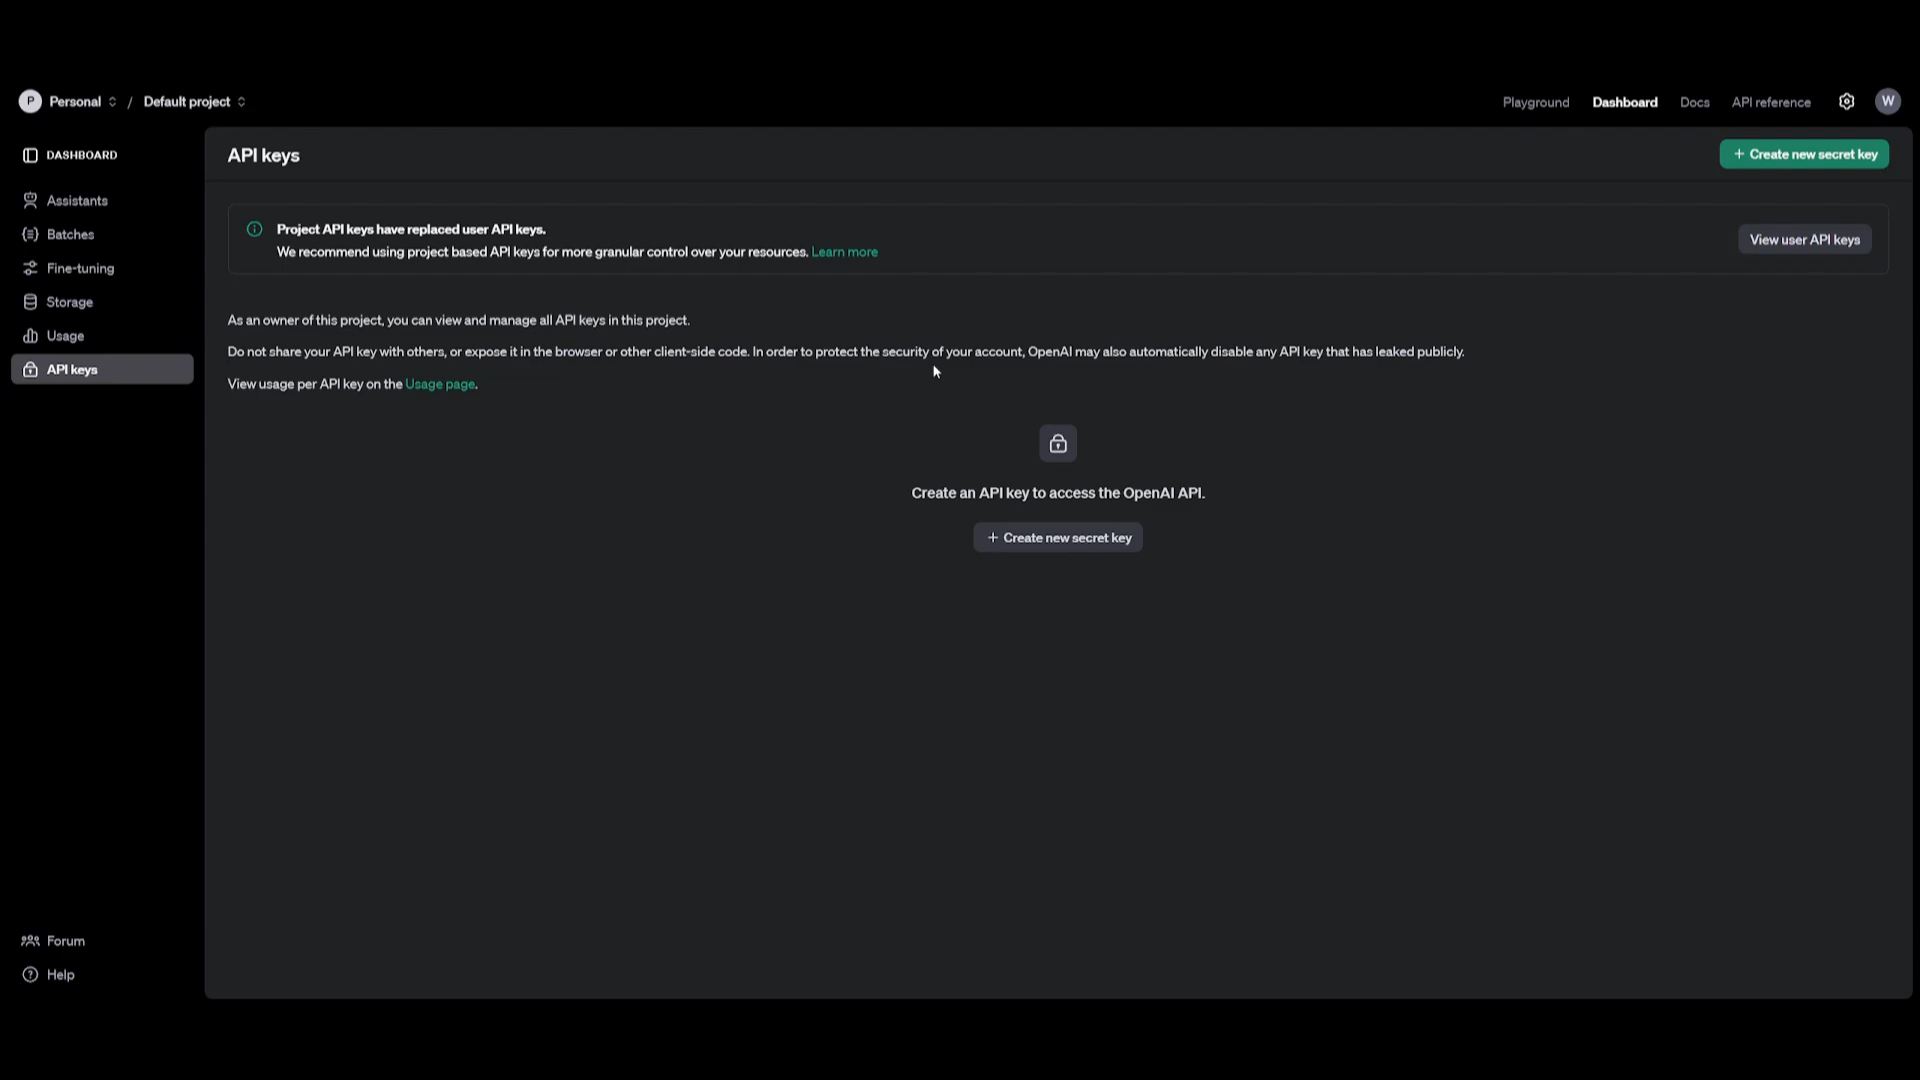 P Personal / Default project
Playground Dashboard Docs API reference W
DASHBOARD
Assistants
Batches
Fine-tuning
Storage
Usage
API keys
Forum
Help
API keys
+ Create new secret key
Project API keys have replaced user API keys.
We recommend using project based API keys for more granular control over your resources. Learn more
View user API keys
As an owner of this project, you can view and manage all API keys in this project.
Do not share your API key with others, or expose it in the browser or other client-side code. In order to protect the security of your account, OpenAI may also automatically disable any API key that has leaked publicly.
View usage per API key on the Usage page.
Create an API key to access the OpenAI API.
+ Create new secret key